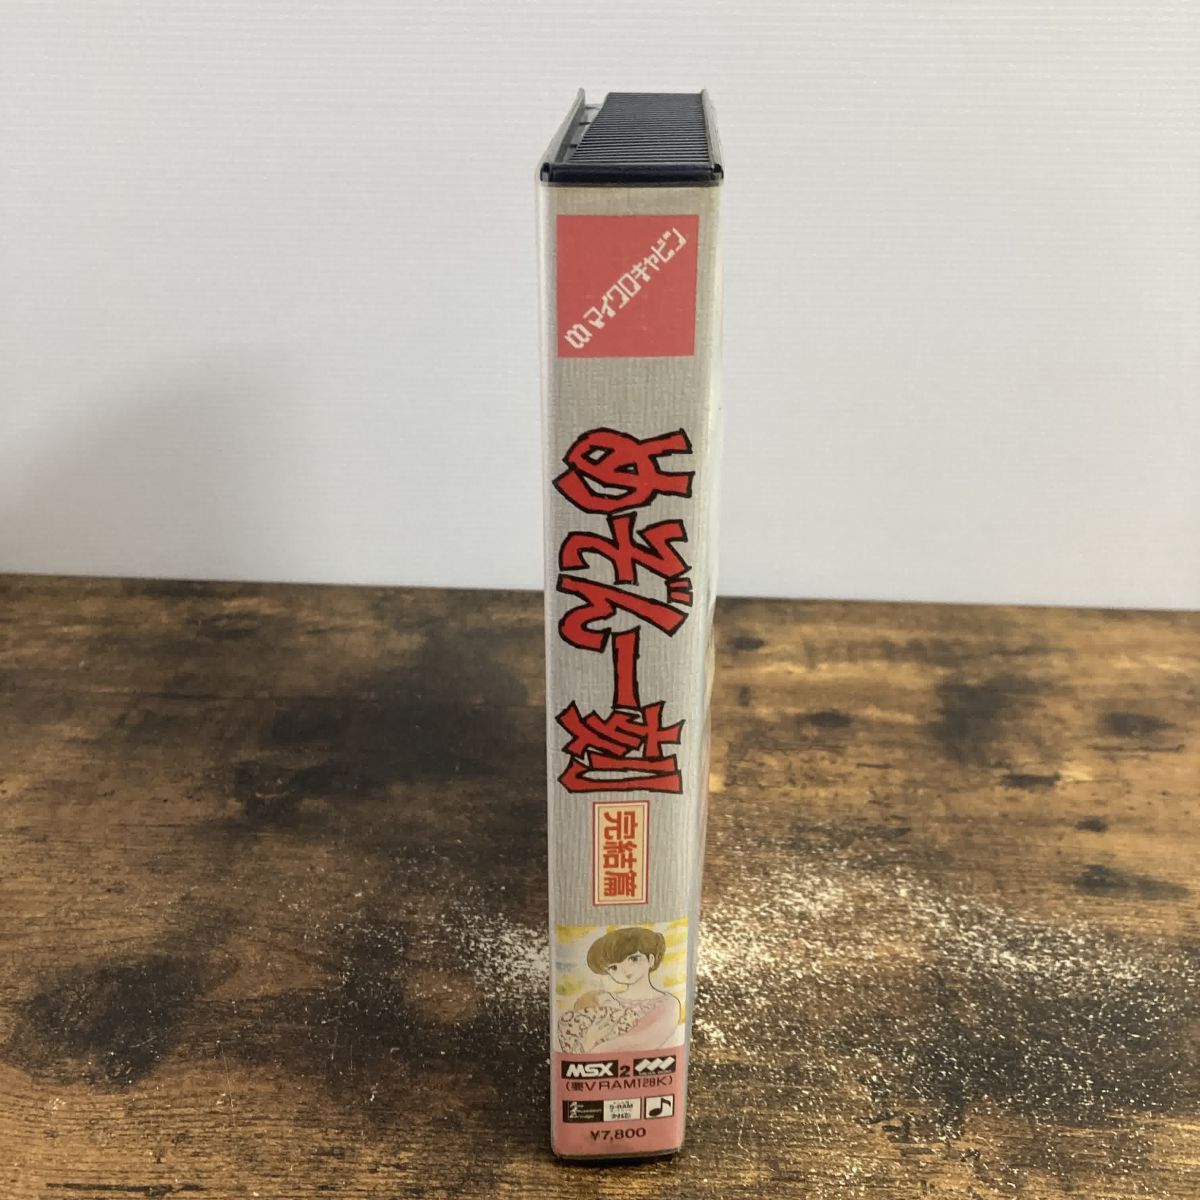 マイクロキャビン
めぞん一刻
完結篇
MSX 2
(要VRAM128K)
S-RAM
¥7,800